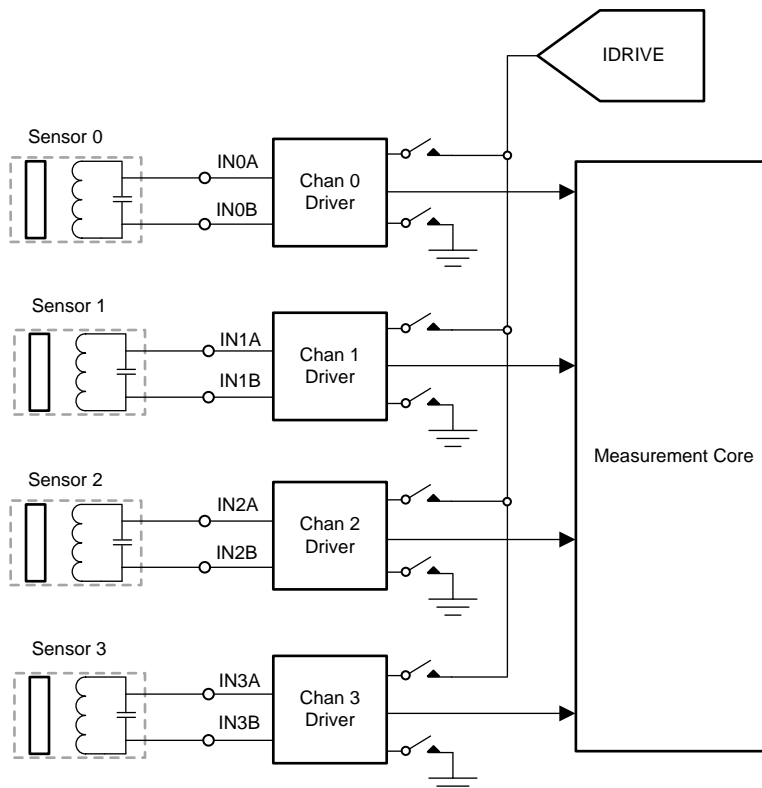 IDRIVE
Sensor 0
IN0A
IN0B
Chan 0
Driver
Sensor 1
IN1A
IN1B
Chan 1
Driver
Measurement Core
Sensor 2
IN2A
IN2B
Chan 2
Driver
Sensor 3
IN3A
IN3B
Chan 3
Driver